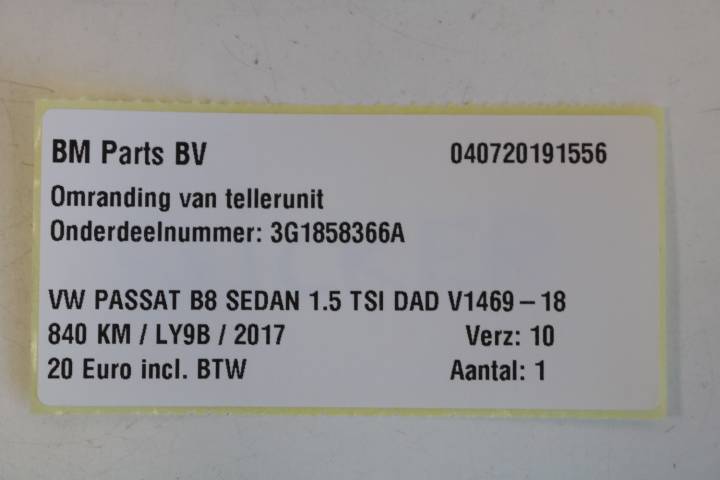 BM Parts BV 040720191556
Omranding van tellerunit
Onderdeelnummer: 3G1858366A
VW PASSAT B8 SEDAN 1.5 TSI DAD V1469-18
840 KM / LY9B / 2017 Verz: 10
20 Euro incl. BTW Aantal: 1